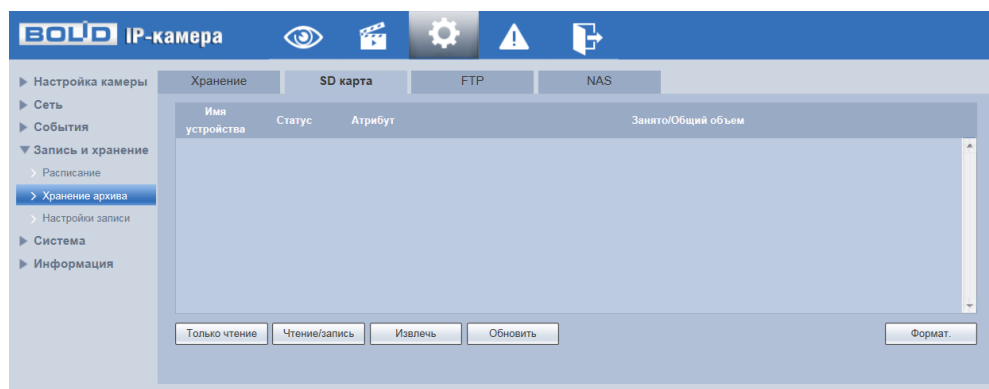 BOLID IP-камера
Настройка камеры
Сеть
События
Запись и хранение
Расписание
Хранение архива
Настройки записи
Система
Информация
Хранение SD карта FTP NAS
Имя устройства Статус Атрибут Занято/Общий объем
Только чтение Чтение/запись Извлечь Обновить Формат.